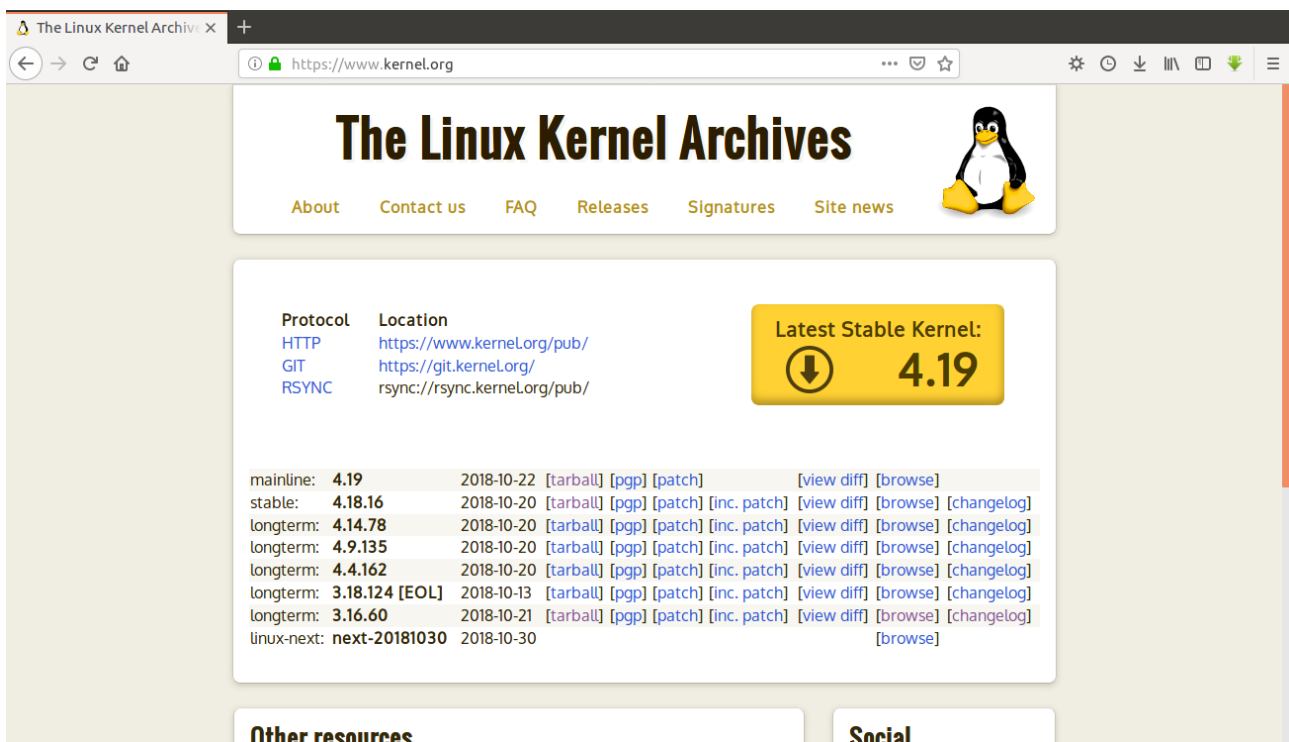 The Linux Kernel Archive
https://www.kernel.org
The Linux Kernel Archives
About Contact us FAQ Releases Signatures Site news
Protocol Location
HTTP https://www.kernel.org/pub/
GIT https://git.kernel.org/
RSYNC rsync://rsync.kernel.org/pub/
Latest Stable Kernel:
4.19
mainline: 4.19 2018-10-22 [tarball] [pgp] [patch] [view diff] [browse]
stable: 4.18.16 2018-10-20 [tarball] [pgp] [patch] [inc. patch] [view diff] [browse] [changelog]
longterm: 4.14.78 2018-10-20 [tarball] [pgp] [patch] [inc. patch] [view diff] [browse] [changelog]
longterm: 4.9.135 2018-10-20 [tarball] [pgp] [patch] [inc. patch] [view diff] [browse] [changelog]
longterm: 4.4.162 2018-10-20 [tarball] [pgp] [patch] [inc. patch] [view diff] [browse] [changelog]
longterm: 3.18.124 [EOL] 2018-10-13 [tarball] [pgp] [patch] [inc. patch] [view diff] [browse] [changelog]
longterm: 3.16.60 2018-10-21 [tarball] [pgp] [patch] [inc. patch] [view diff] [browse] [changelog]
linux-next: next-20181030 2018-10-30 [browse]
Other resources
Social